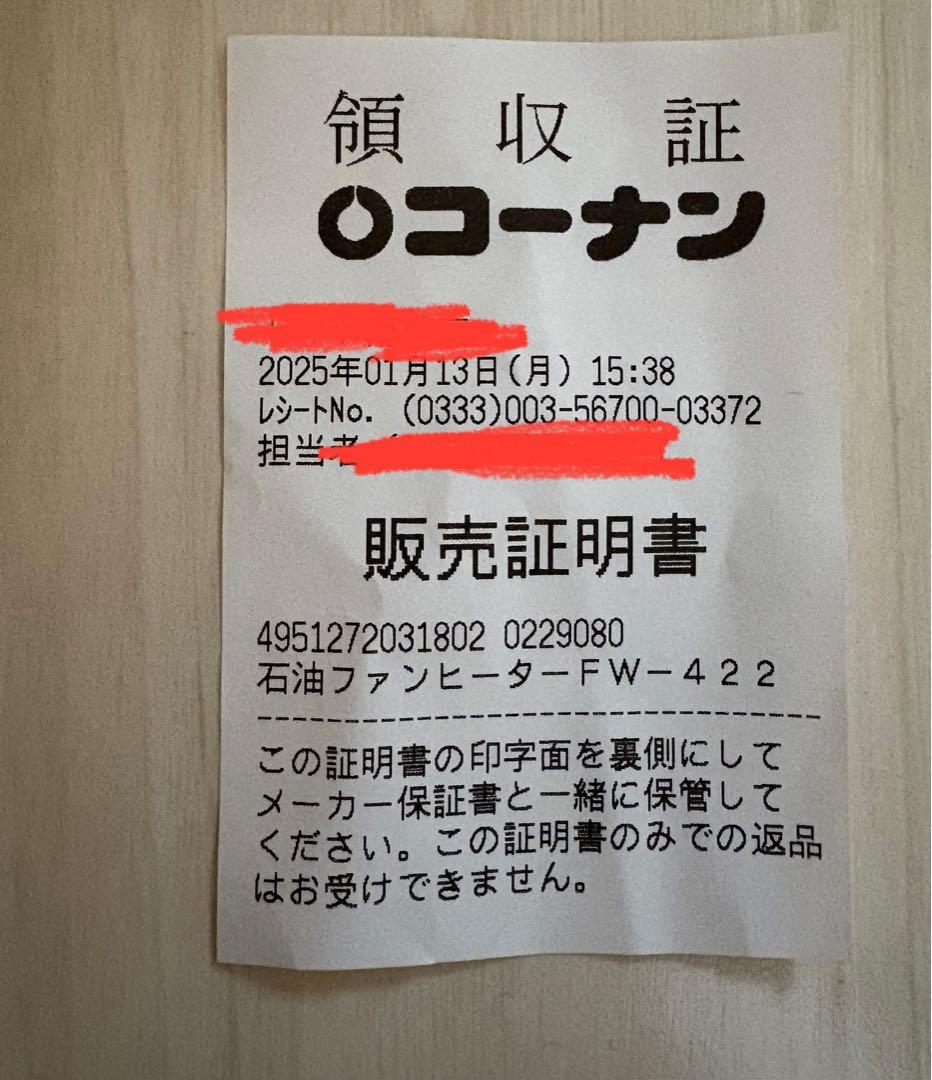 領 収 証
コーナン
2025年01月13日(月) 15:38
ﾚｼｰﾄNo. (0333)003-56700-03372
担当者
販売証明書
4951272031802 0229080
石油ファンヒーターＦＷ－４２２
この証明書の印字面を裏側にして
メーカー保証書と一緒に保管して
ください。この証明書のみでの返品
はお受けできません。